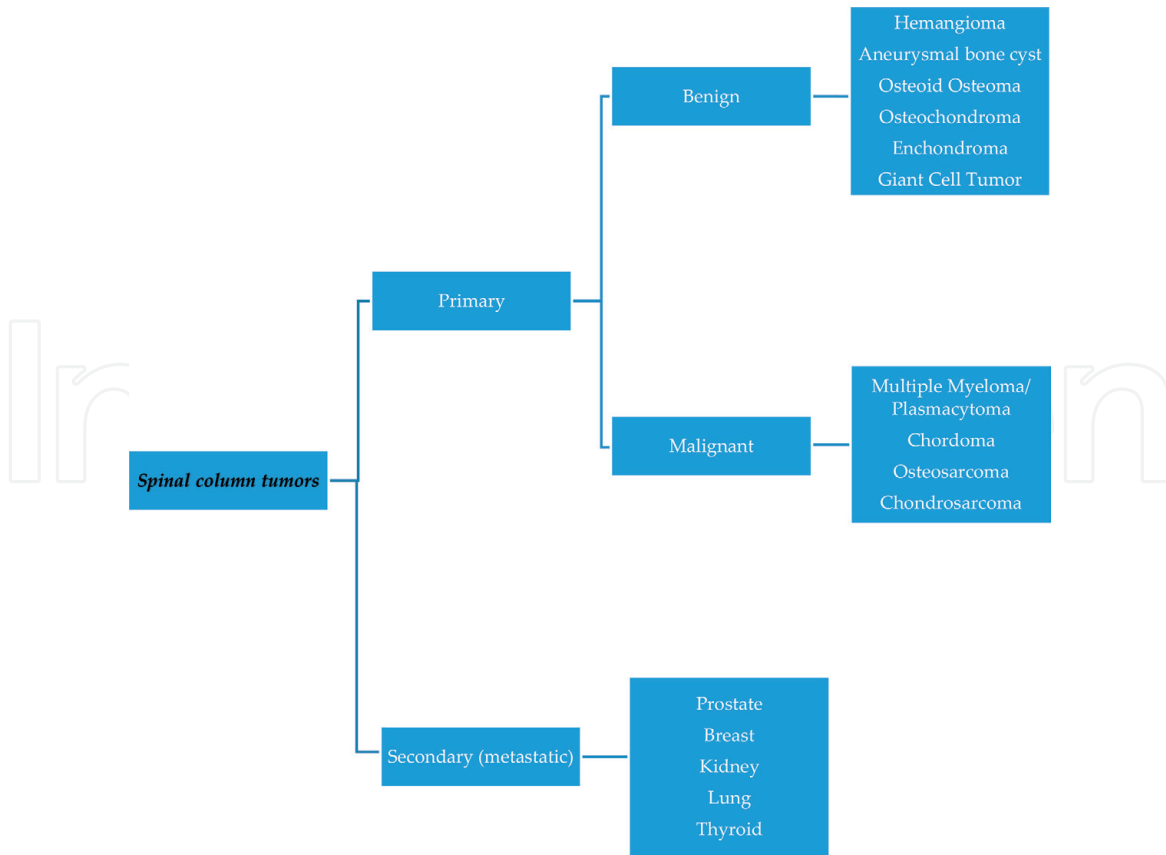 Spinal column tumors
Primary
Benign
Hemangioma
Aneurysmal bone cyst
Osteoid Osteoma
Osteochondroma
Enchondroma
Giant Cell Tumor
Malignant
Multiple Myeloma/
Plasmacytoma
Chordoma
Osteosarcoma
Chondrosarcoma
Secondary (metastatic)
Prostate
Breast
Kidney
Lung
Thyroid